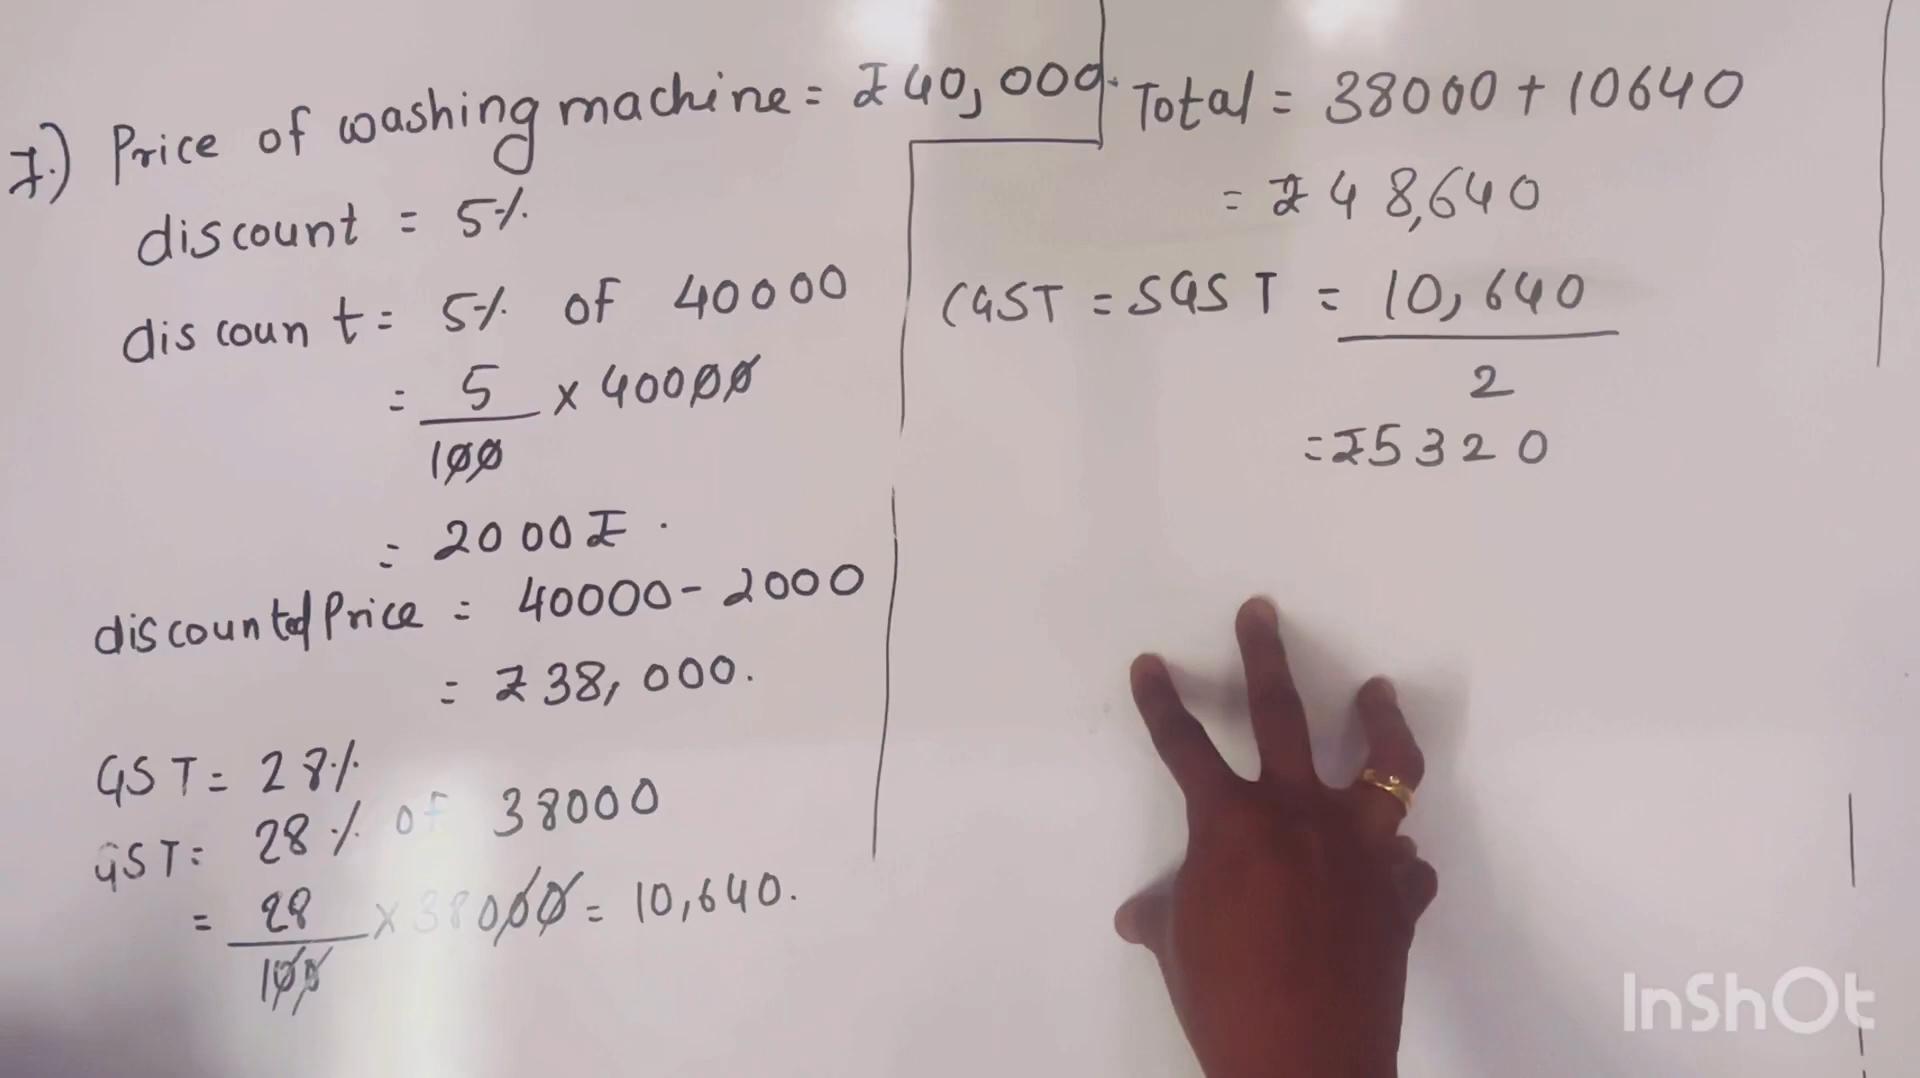 7.) Price of washing machine = ₹40,000.
discount = 5%
discount = 5% of 40000
= 5/100 × 40000
= 2000₹.
discounted Price = 40000 - 2000
= ₹38,000.
GST = 28%
GST = 28% of 38000
= 28/100 × 38000 = 10,640.
Total = 38000 + 10640
= ₹48,640
CGST = SGST = 10,640/2
= ₹5320
InShOt